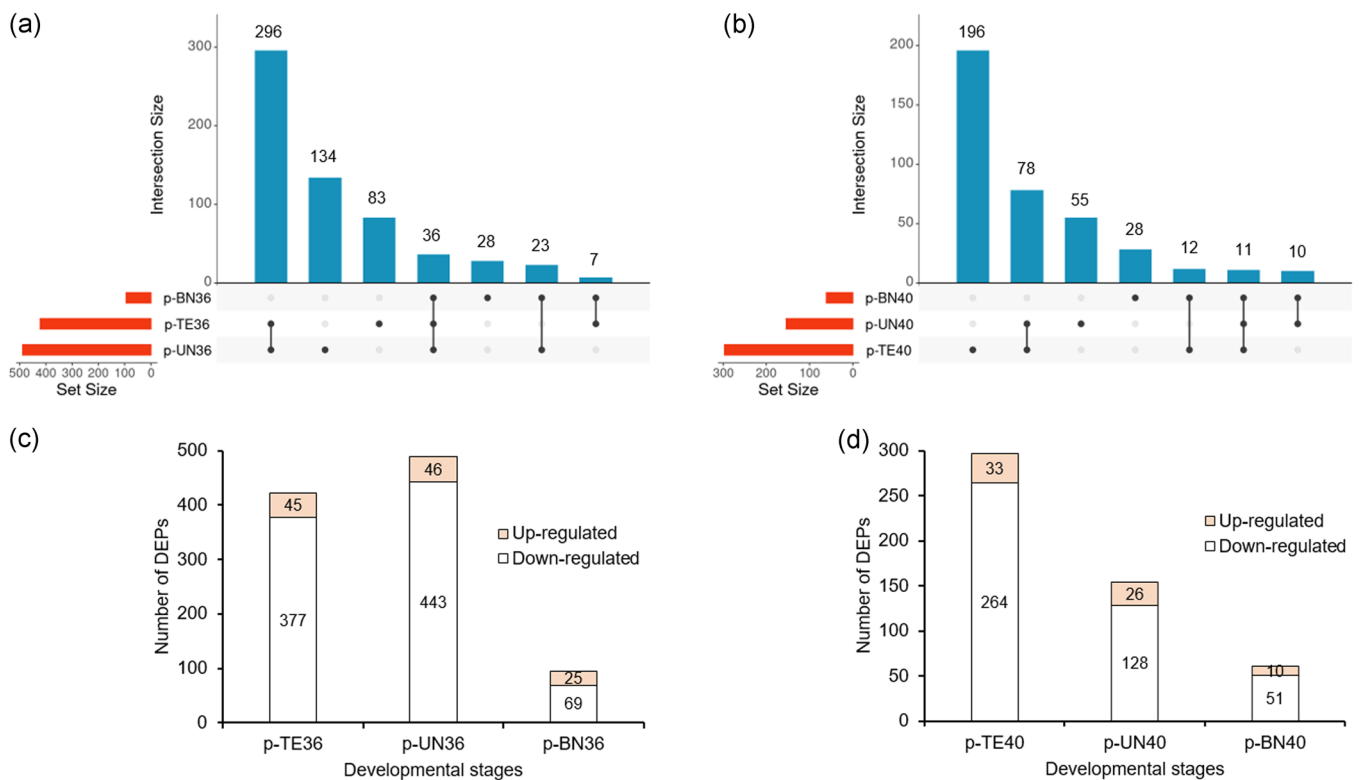 (a)
296
300
134
200
83
100
36
28
23
7
0
Intersection Size
p-BN36
p-TE36
p-UN36
500 400 300 200 100 0
Set Size
(b)
196
200
150
78
100
55
50
28
12
11
10
0
Intersection Size
p-BN40
p-UN40
p-TE40
300 200 100 0
Set Size
(c)
500
400
300
200
100
0
Number of DEPs
45
377
46
443
25
69
Up-regulated
Down-regulated
p-TE36 p-UN36 p-BN36
Developmental stages
(d)
300
250
200
150
100
50
0
Number of DEPs
33
264
26
128
10
51
Up-regulated
Down-regulated
p-TE40 p-UN40 p-BN40
Developmental stages